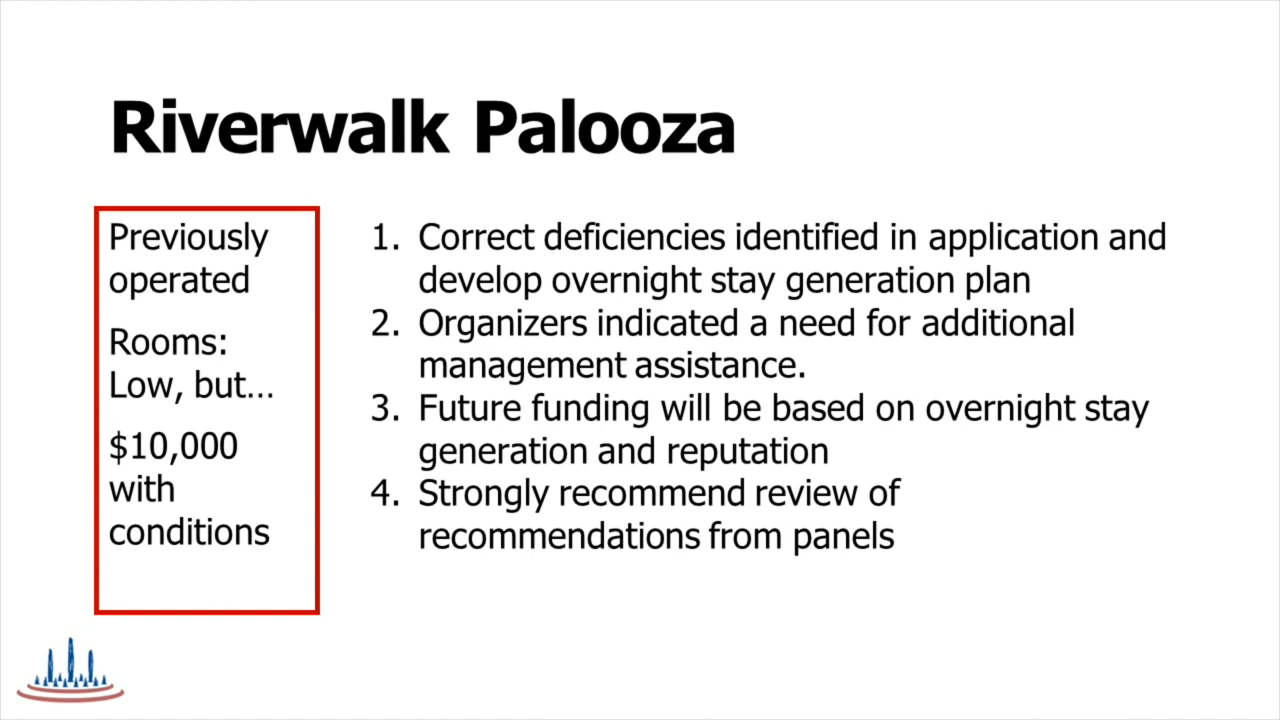 Riverwalk Palooza
Previously
operated
Rooms:
Low, but...
$10,000
with
conditions
1. Correct deficiencies identified in application and
develop overnight stay generation plan
2. Organizers indicated a need for additional
management assistance.
3. Future funding will be based on overnight stay
generation and reputation
4. Strongly recommend review of
recommendations from panels